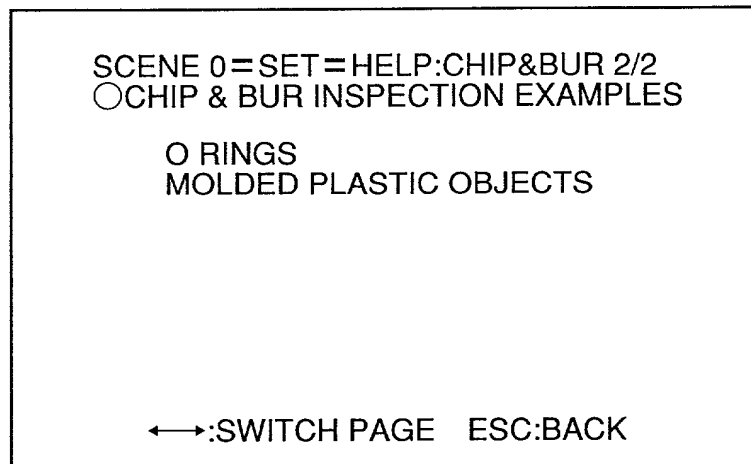 SCENE 0=SET=HELP:CHIP&BUR 2/2
○CHIP & BUR INSPECTION EXAMPLES
O RINGS
MOLDED PLASTIC OBJECTS
←→:SWITCH PAGE ESC:BACK